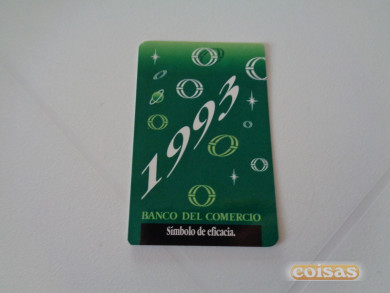 1993
BANCO DEL COMERCIO
Símbolo de eficacia.
coisas